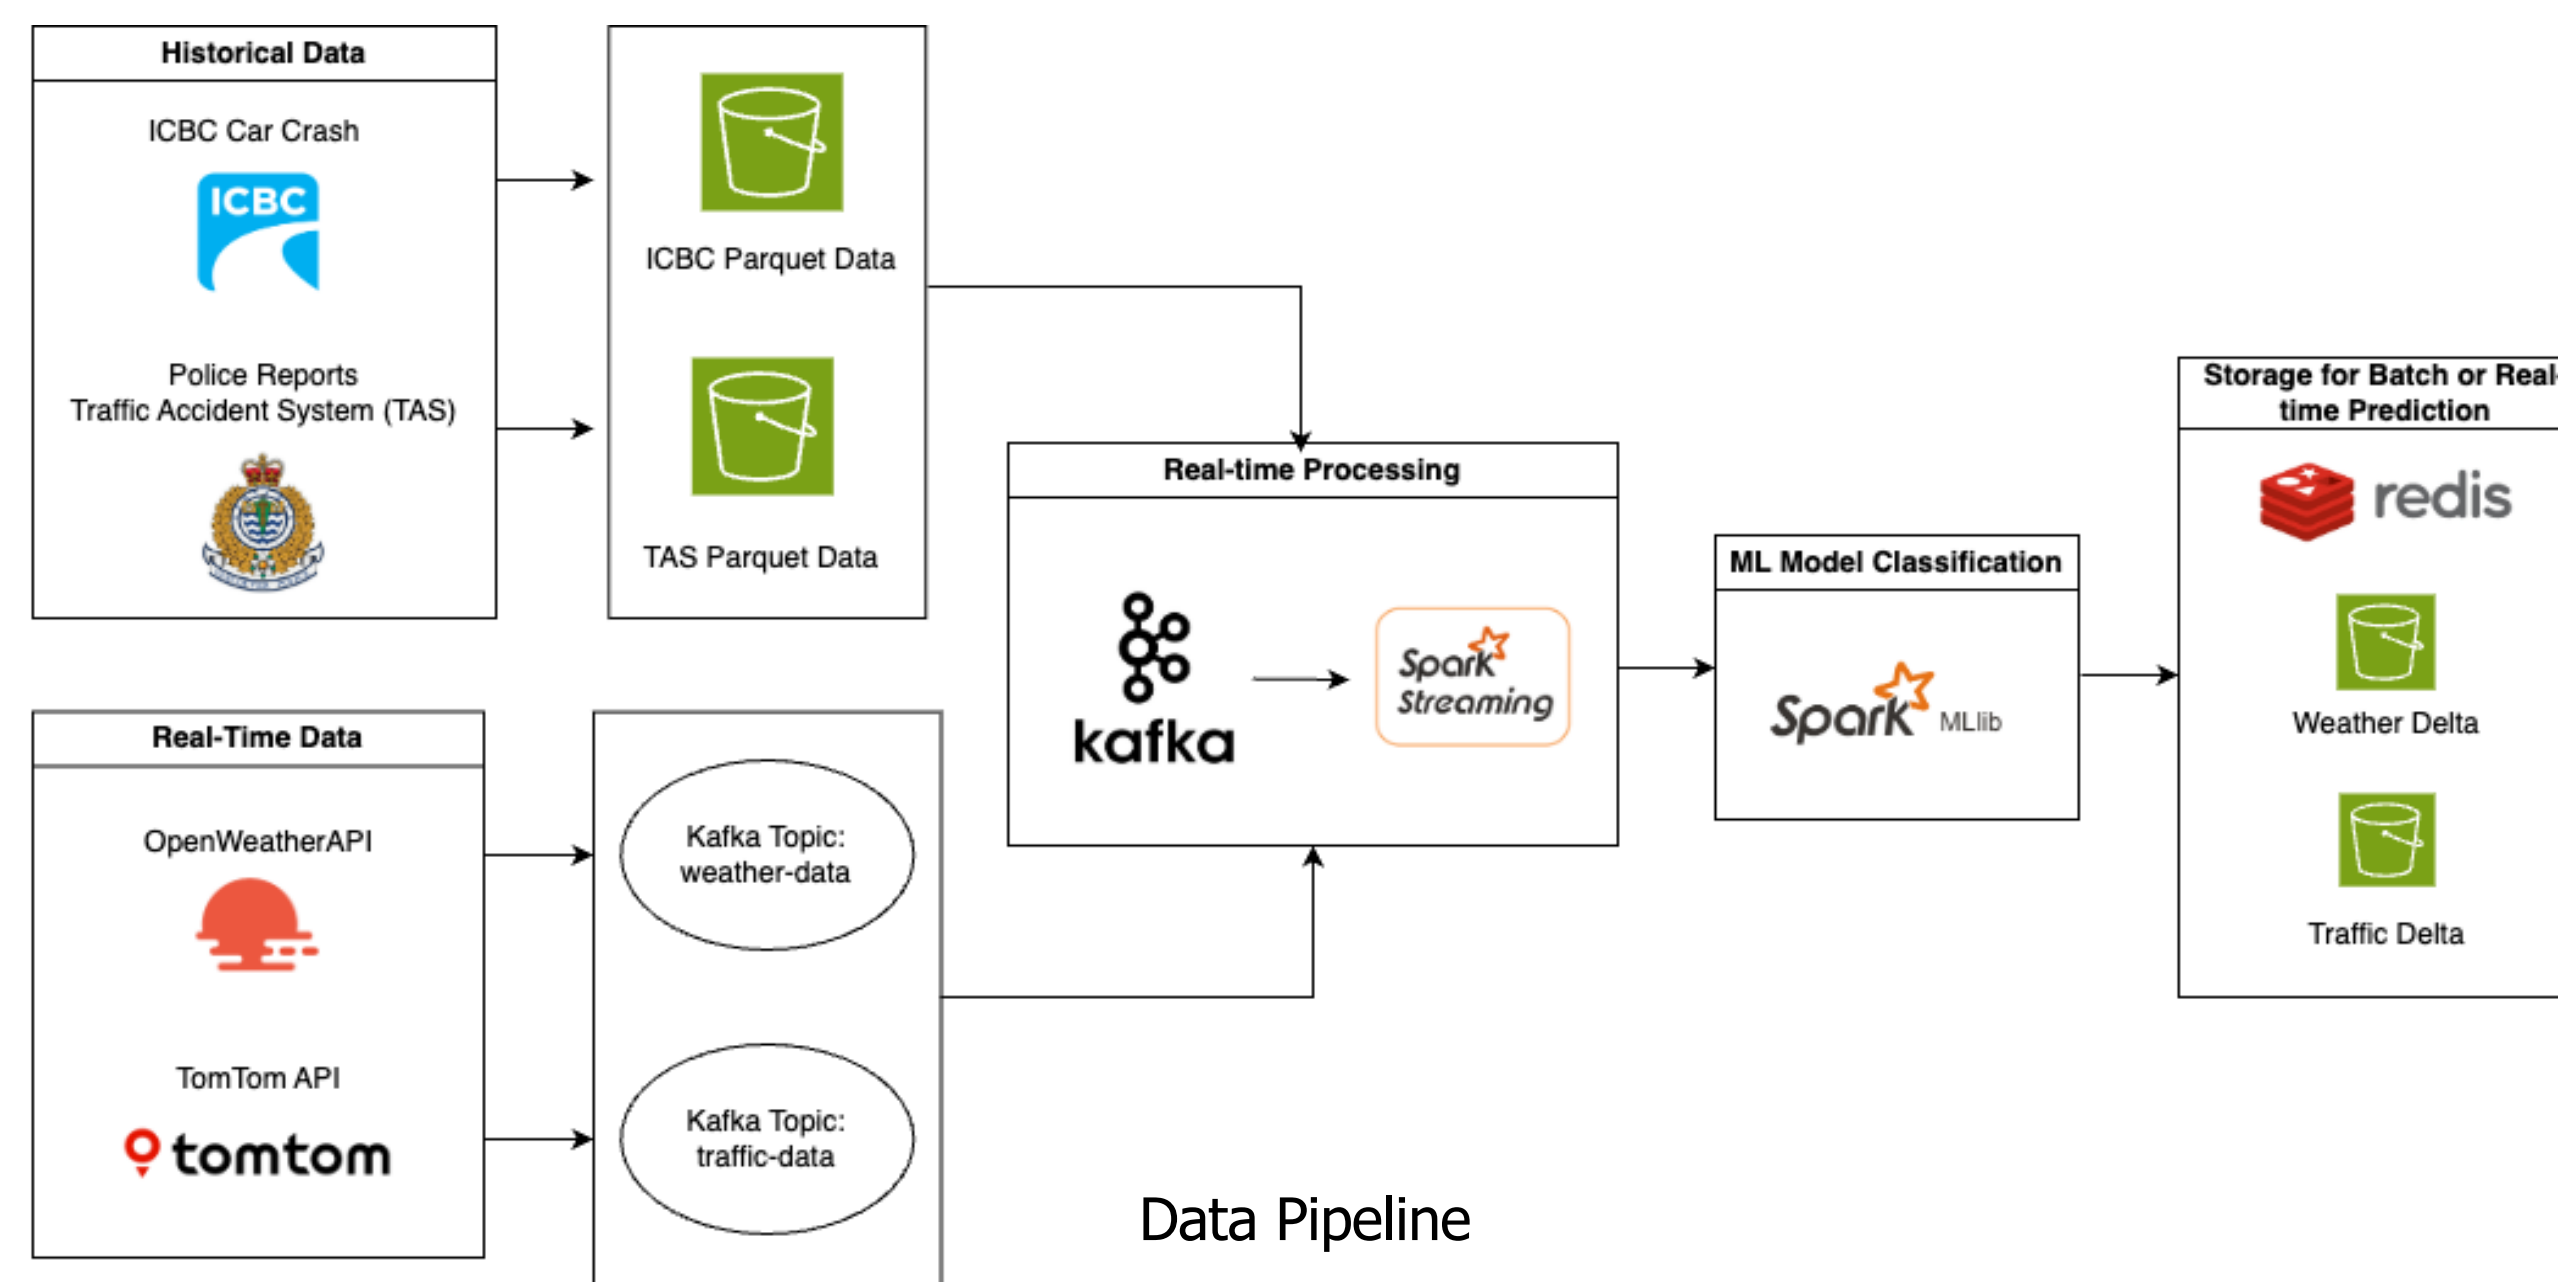 Historical Data
ICBC Car Crash
ICBC
Police Reports
Traffic Accident System (TAS)
ICBC Parquet Data
TAS Parquet Data
Real-Time Data
OpenWeatherAPI
TomTom API
tomtom
Kafka Topic:
weather-data
Kafka Topic:
traffic-data
Real-time Processing
kafka
Spark
Streaming
ML Model Classification
Spark MLlib
Storage for Batch or Real-
time Prediction
redis
Weather Delta
Traffic Delta
Data Pipeline